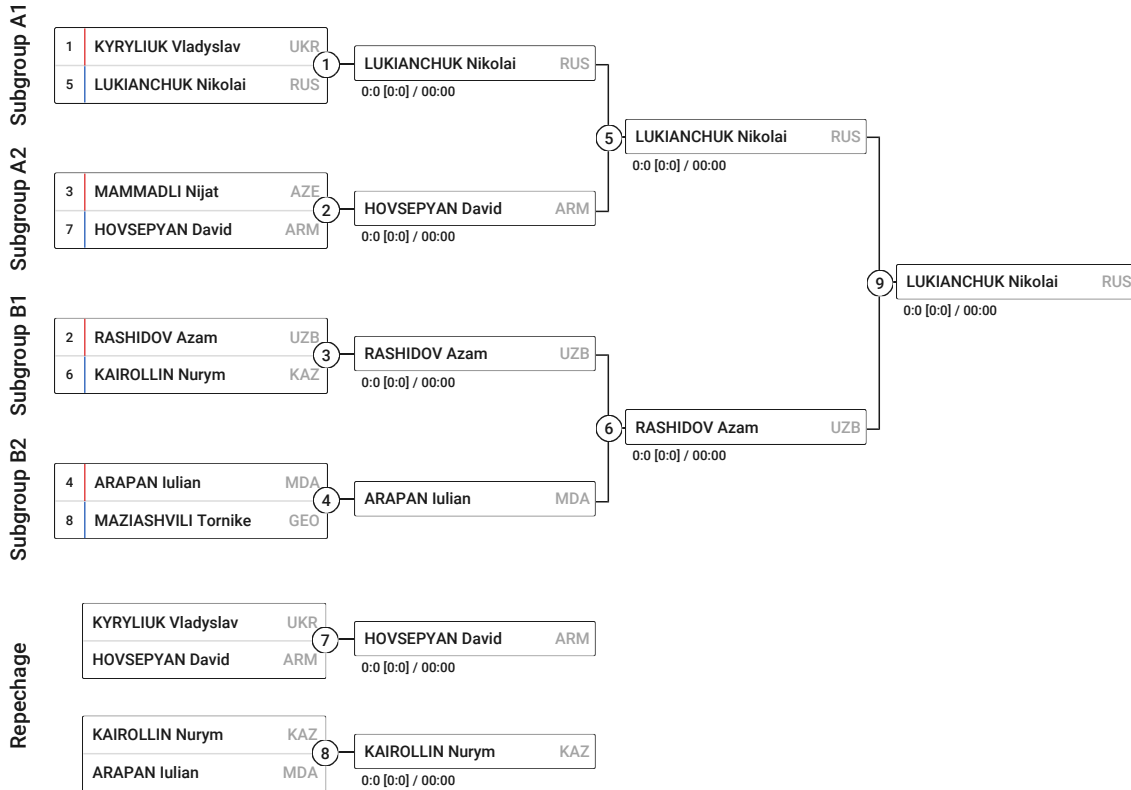 Subgroup A1
1 KYRYLIUK Vladyslav UKR
5 LUKIANCHUK Nikolai RUS
1
LUKIANCHUK Nikolai RUS
0:0 [0:0] / 00:00
Subgroup A2
3 MAMMADLI Nijat AZE
7 HOVSEPYAN David ARM
2
HOVSEPYAN David ARM
0:0 [0:0] / 00:00
5
LUKIANCHUK Nikolai RUS
0:0 [0:0] / 00:00
Subgroup B1
2 RASHIDOV Azam UZB
6 KAIROLLIN Nurym KAZ
3
RASHIDOV Azam UZB
0:0 [0:0] / 00:00
Subgroup B2
4 ARAPAN Iulian MDA
8 MAZIASHVILI Tornike GEO
4
ARAPAN Iulian MDA
6
RASHIDOV Azam UZB
0:0 [0:0] / 00:00
9
LUKIANCHUK Nikolai RUS
0:0 [0:0] / 00:00
Repechage
KYRYLIUK Vladyslav UKR
HOVSEPYAN David ARM
7
HOVSEPYAN David ARM
0:0 [0:0] / 00:00
KAIROLLIN Nurym KAZ
ARAPAN Iulian MDA
8
KAIROLLIN Nurym KAZ
0:0 [0:0] / 00:00